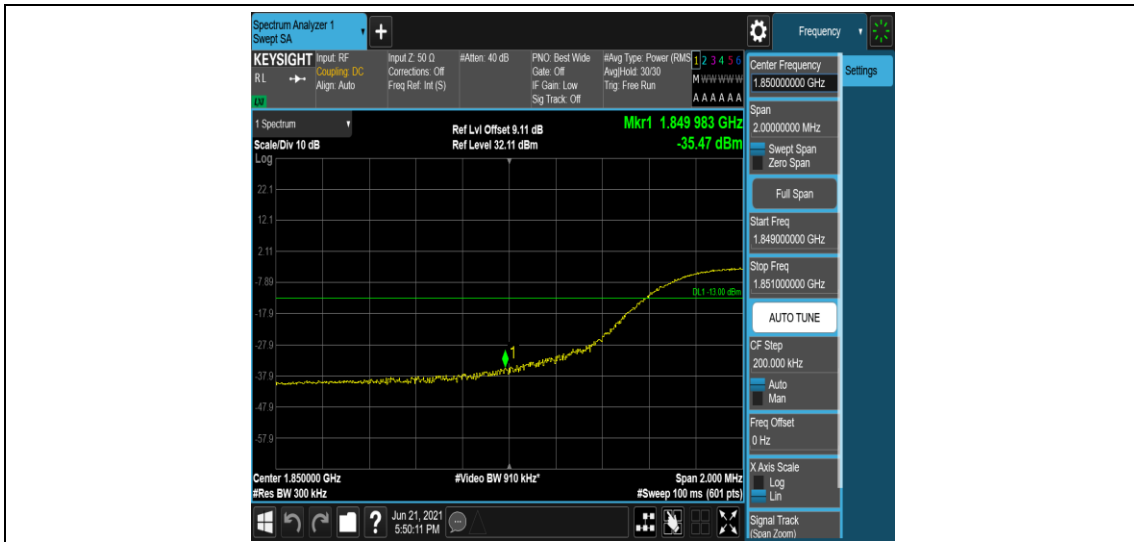 Spectrum Analyzer 1
Swept SA
+
Frequency
KEYSIGHT
RL
LXI
Input: RF
Coupling: DC
Align: Auto
Input Z: 50 Ω
Corrections: Off
Freq Ref: Int (S)
#Atten: 40 dB
PNO: Best Wide
Gate: Off
IF Gain: Low
Sig Track: Off
#Avg Type: Power (RMS
Avg|Hold: 30/30
Trig: Free Run
1 2 3 4 5 6
M W W W W W
A A A A A A
Center Frequency
1.850000000 GHz
Settings
1 Spectrum
Scale/Div 10 dB
Log
Ref Lvl Offset 9.11 dB
Ref Level 32.11 dBm
Mkr1 1.849 983 GHz
-35.47 dBm
22.1
12.1
2.11
-7.89
-17.9
-27.9
-37.9
-47.9
-57.9
DL1 -13.00 dBm
1
Center 1.850000 GHz
#Res BW 300 kHz
#Video BW 910 kHz*
Span 2.000 MHz
#Sweep 100 ms (601 pts)
Span
2.00000000 MHz
Swept Span
Zero Span
Full Span
Start Freq
1.849000000 GHz
Stop Freq
1.851000000 GHz
AUTO TUNE
CF Step
200.000 kHz
Auto
Man
Freq Offset
0 Hz
X Axis Scale
Log
Lin
Signal Track
(Span Zoom)
?
Jun 21, 2021
5:50:11 PM